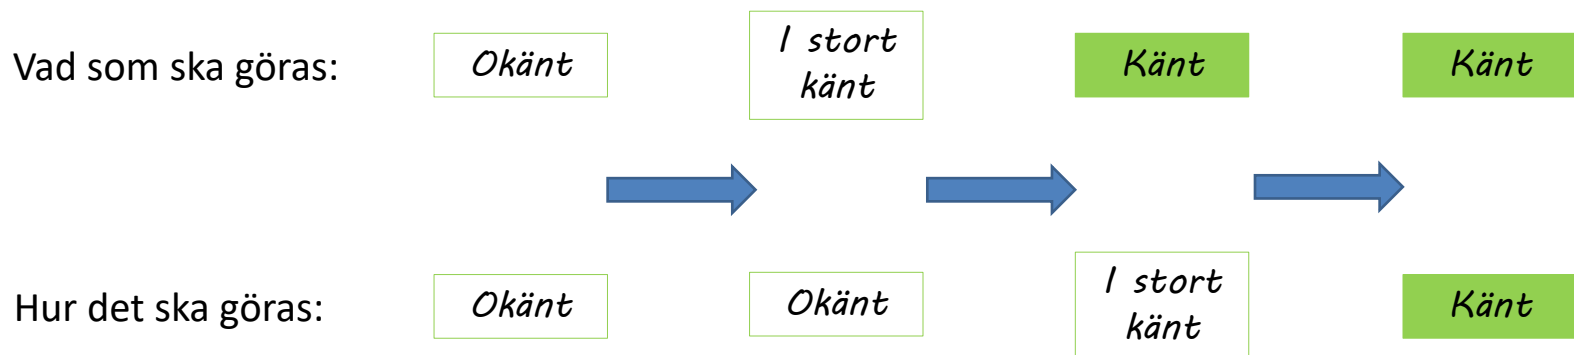 Vad som ska göras:
Okänt
I stort
känt
Känt
Känt
Hur det ska göras:
Okänt
Okänt
I stort
känt
Känt